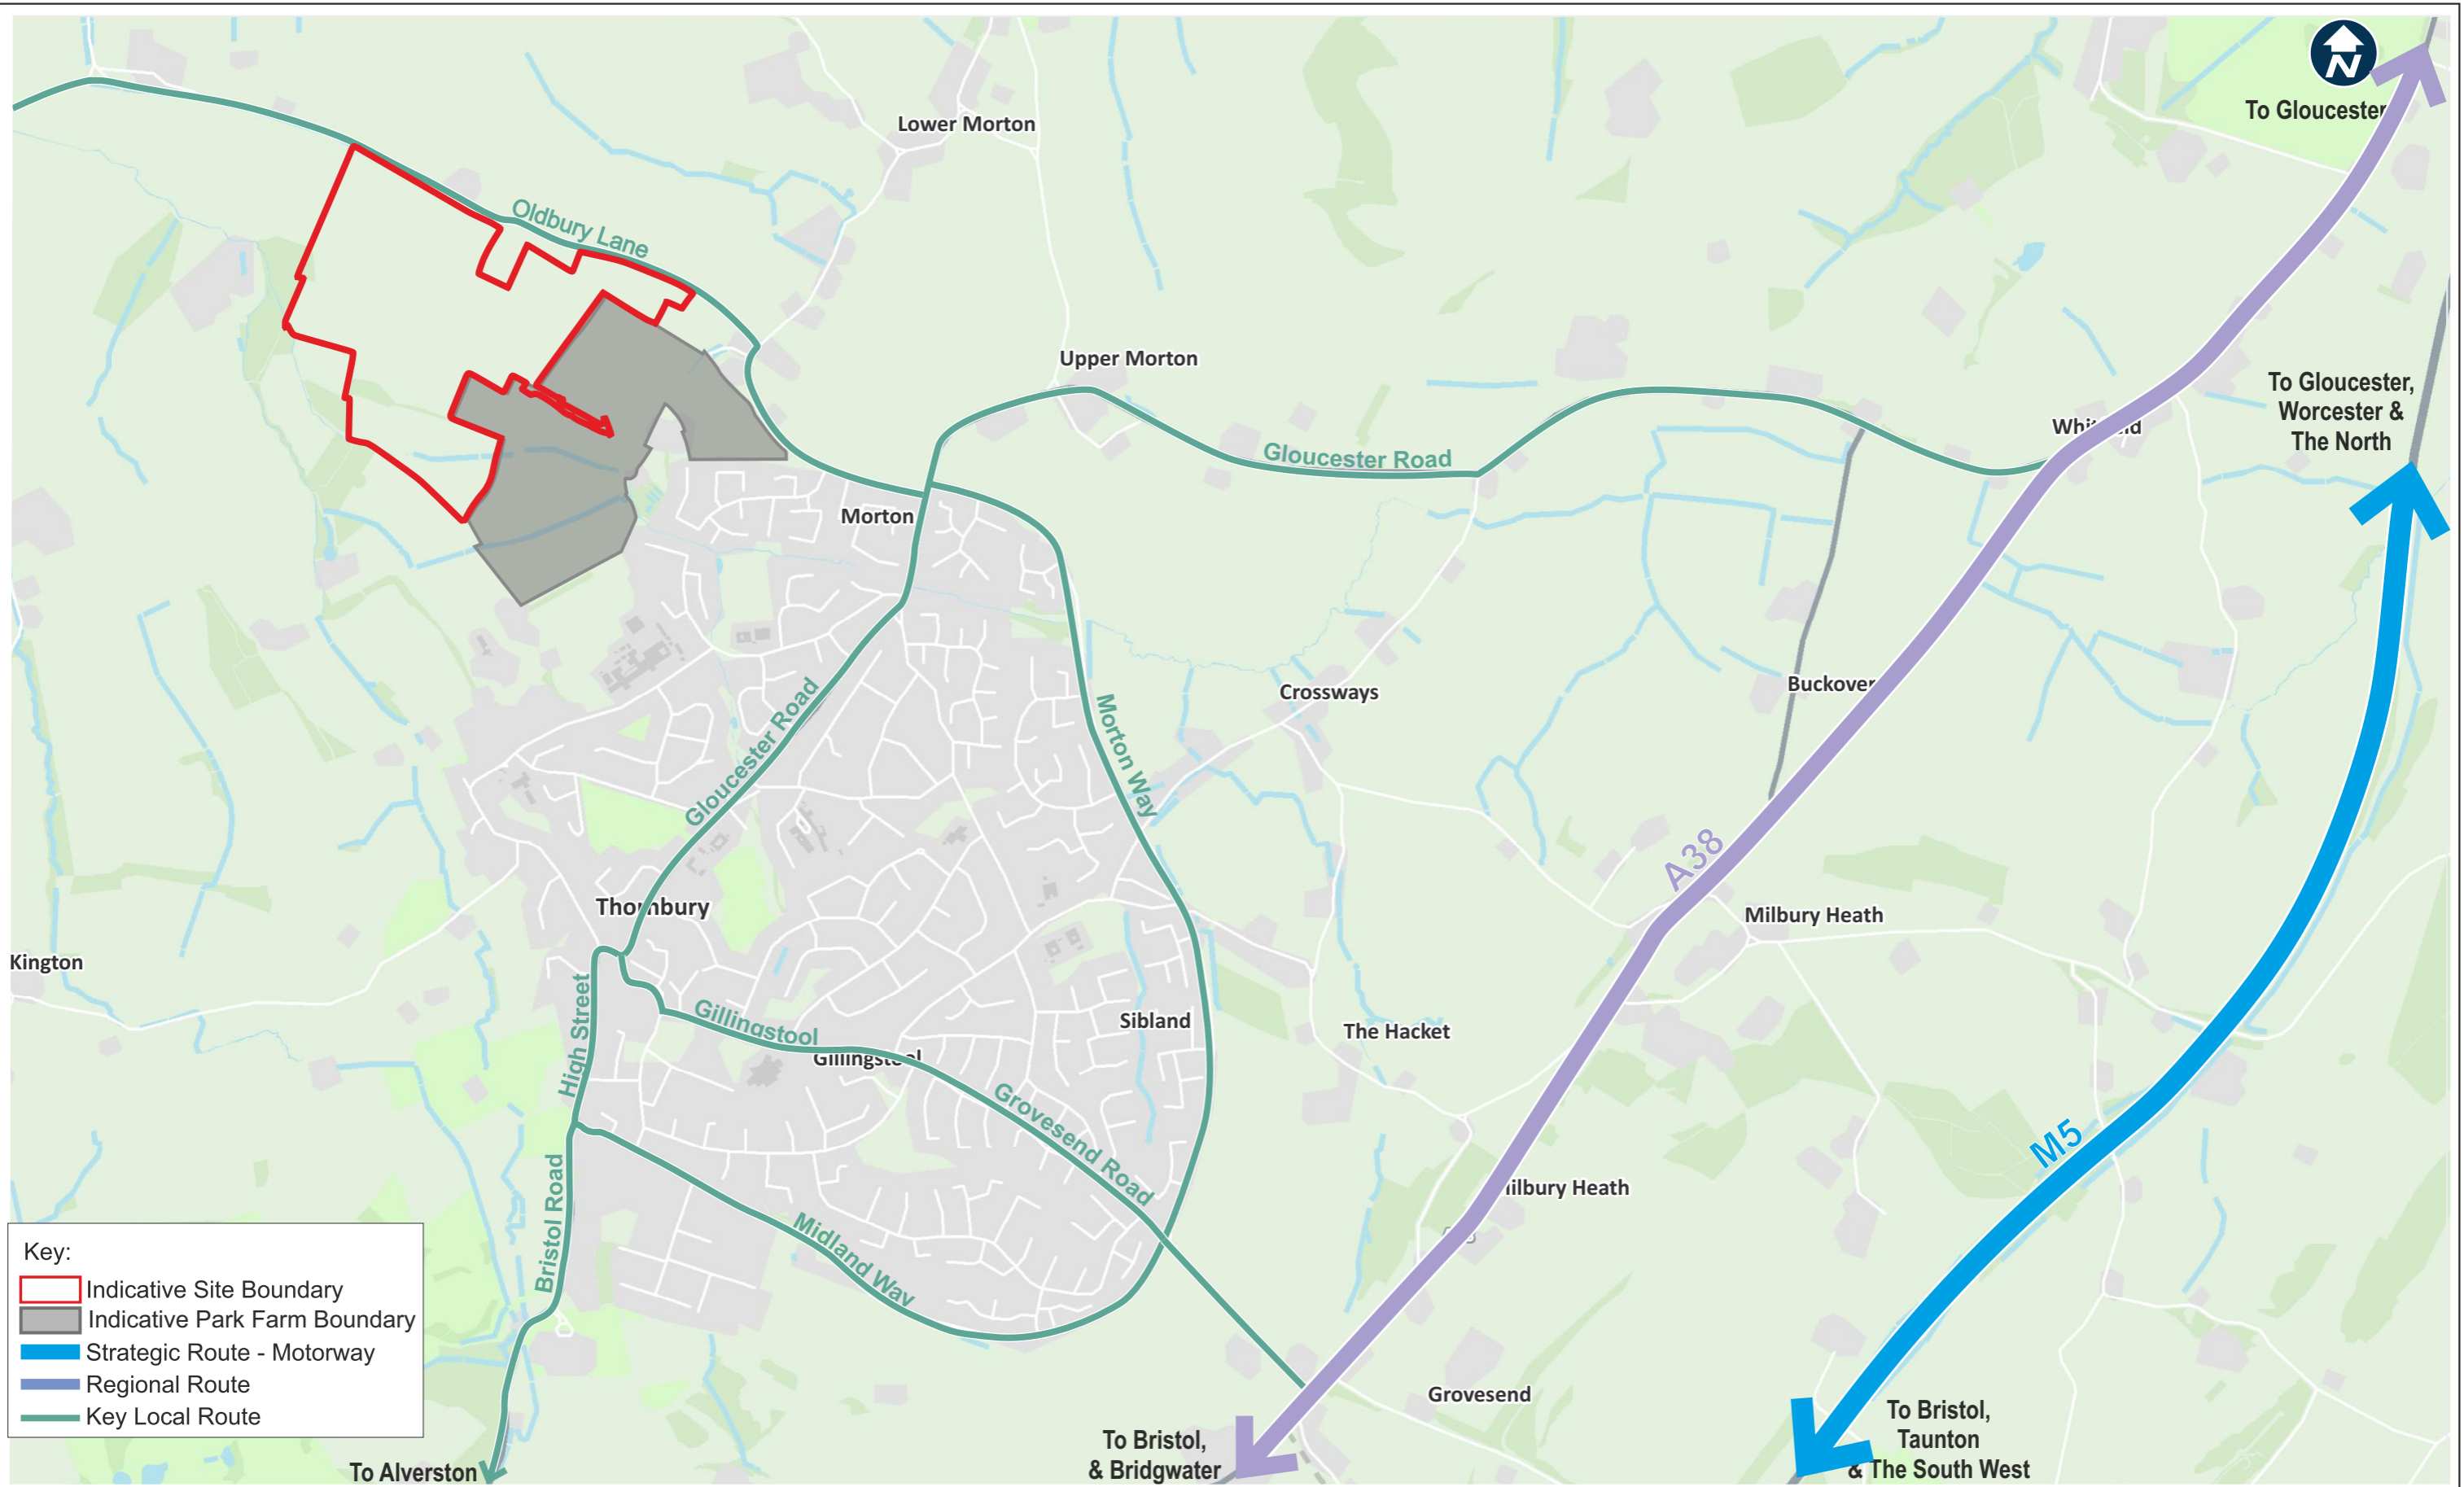 N
To Gloucester
Lower Morton
Oldbury Lane
Upper Morton
To Gloucester,
Worcester &
The North
Gloucester Road
Morton
Crossways
Buckover
Gloucester Road
Morton Way
A38
Thornbury
Milbury Heath
Kington
High Street
Gillingstool
Sibland
The Hacket
Gillingstool
Grovesend Road
M5
Bristol Road
Milbury Heath
Midland Way
Key:
Indicative Site Boundary
Indicative Park Farm Boundary
Strategic Route - Motorway
Regional Route
Key Local Route
Grovesend
To Bristol,
Taunton
& The South West
To Bristol,
& Bridgwater
To Alverston